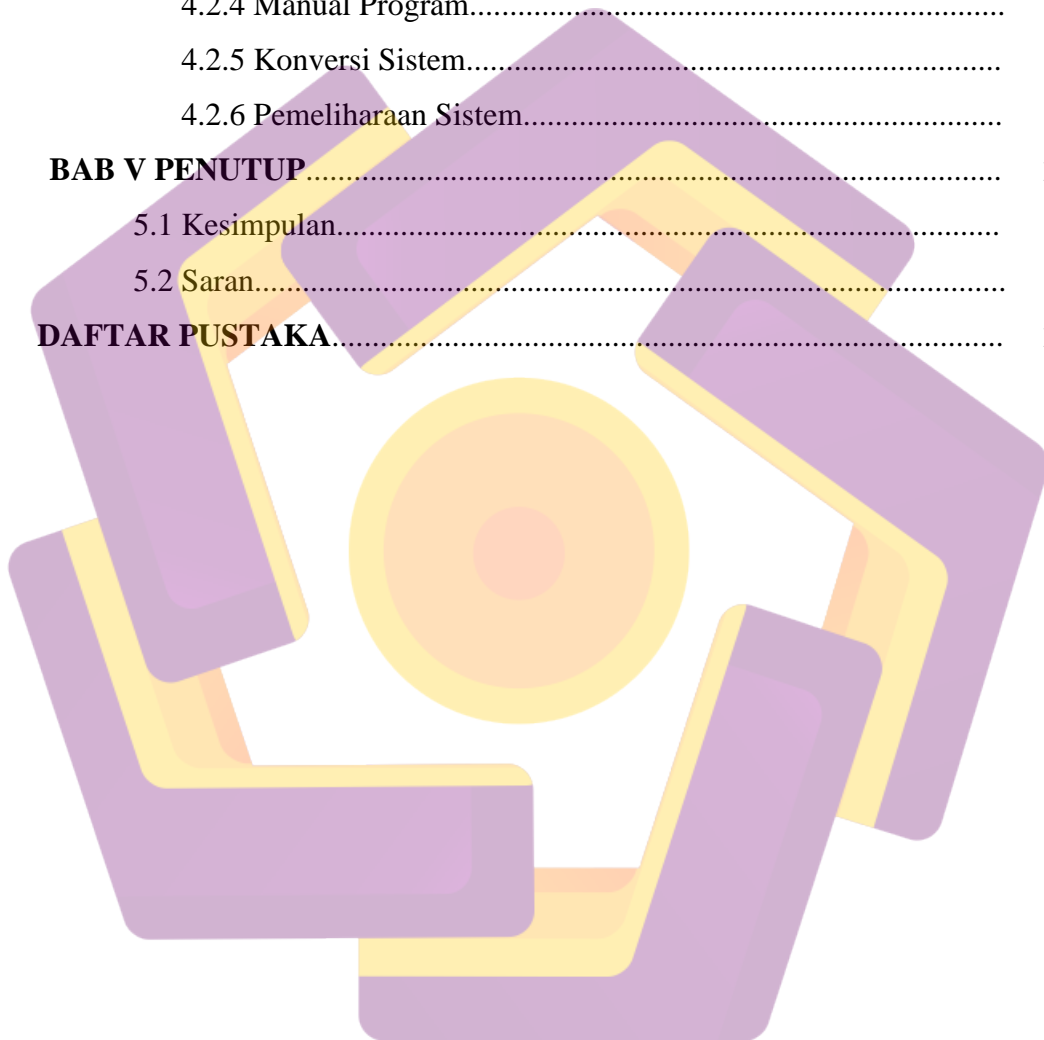 4.2.4 Manual Program....................................................................
4.2.5 Konversi Sistem....................................................................
4.2.6 Pemeliharaan Sistem.............................................................
BAB V PENUTUP.........................................................................................
5.1 Kesimpulan.....................................................................................
5.2 Saran................................................................................................
DAFTAR PUSTAKA......................................................................................